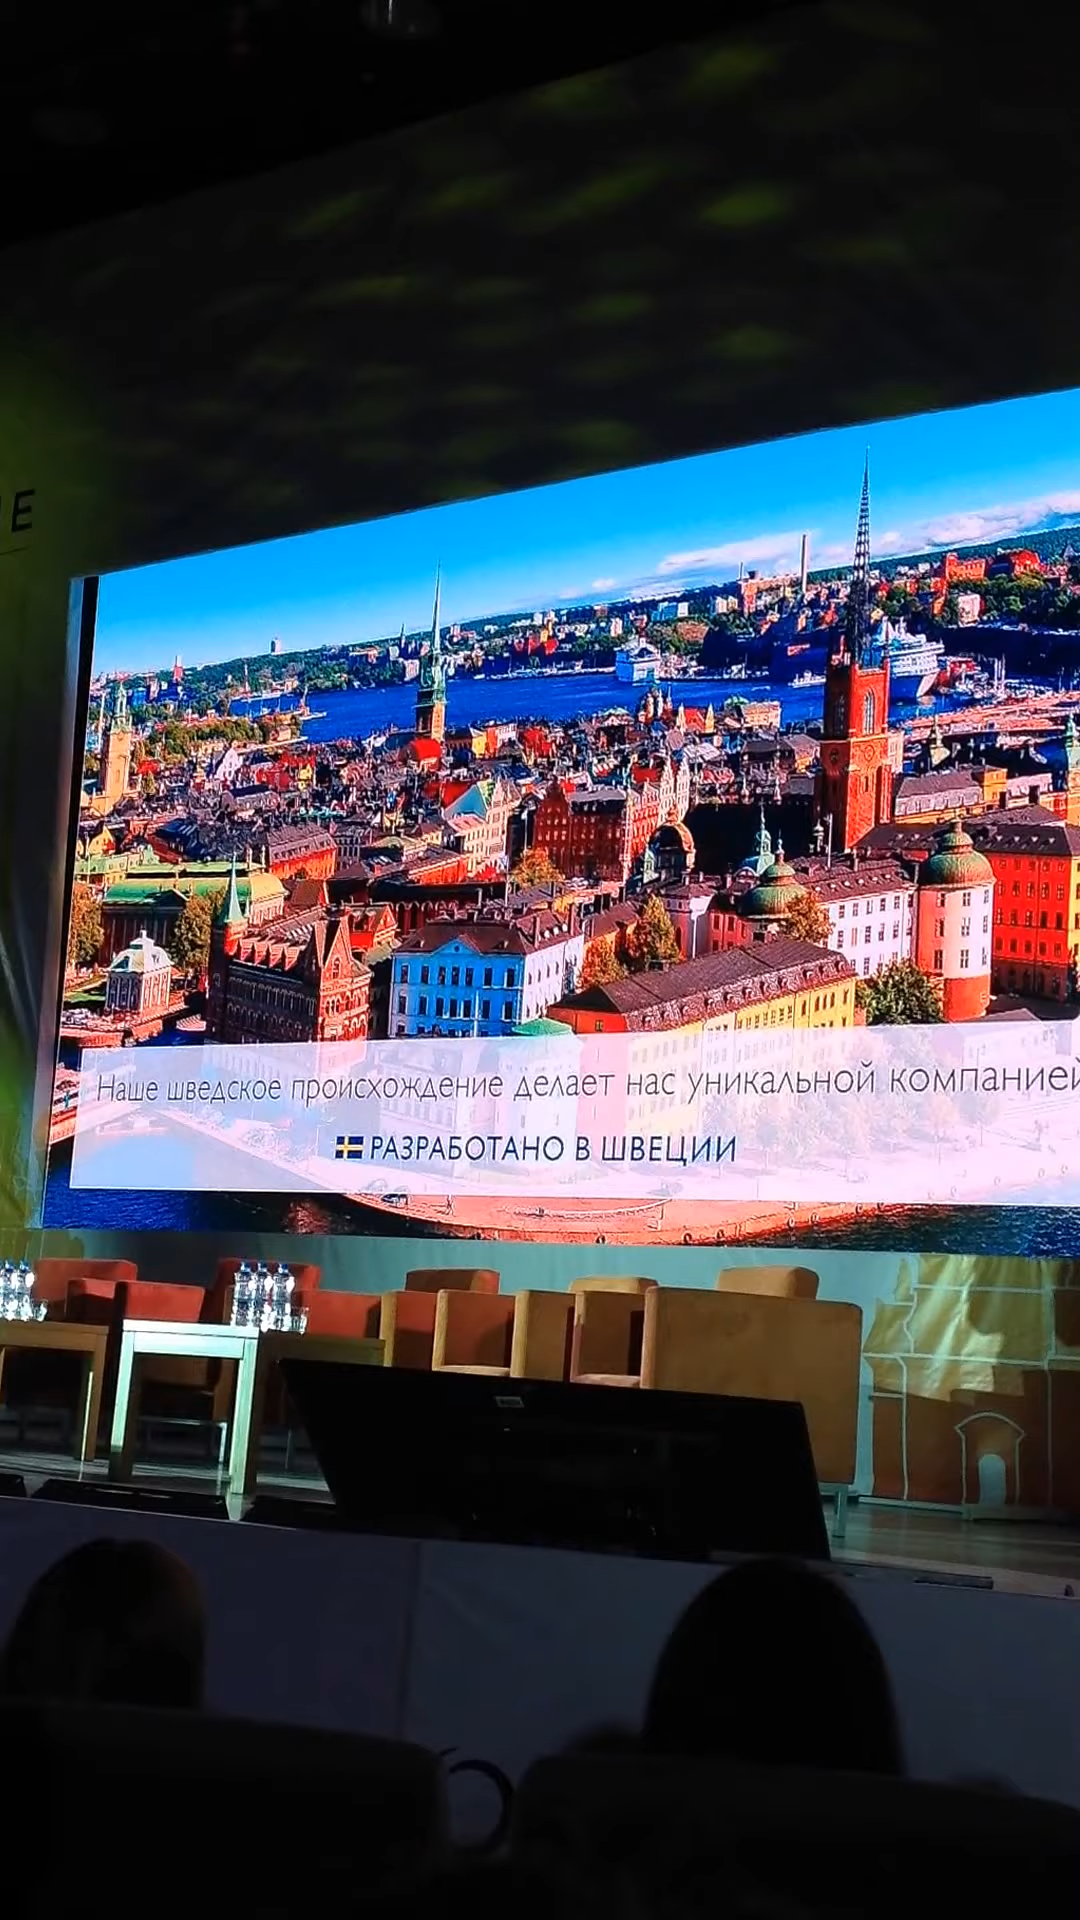 E
Наше шведское происхождение делает нас уникальной компанией
РАЗРАБОТАНО В ШВЕЦИИ